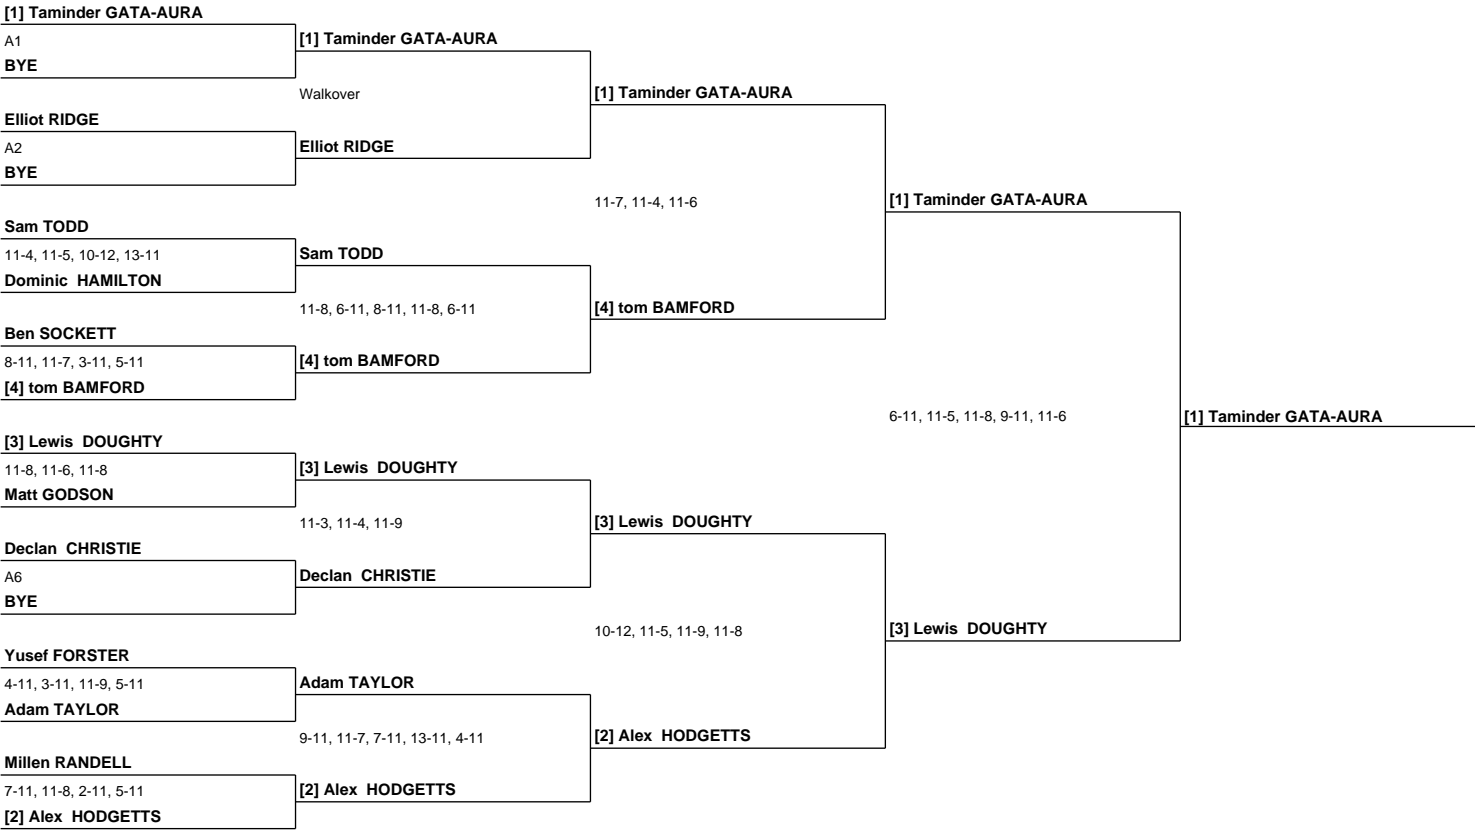 [1] Taminder GATA-AURA
A1
BYE
Elliot RIDGE
A2
BYE
Sam TODD
11-4, 11-5, 10-12, 13-11
Dominic  HAMILTON
Ben SOCKETT
8-11, 11-7, 3-11, 5-11
[4] tom BAMFORD
[3] Lewis  DOUGHTY
11-8, 11-6, 11-8
Matt GODSON
Declan  CHRISTIE
A6
BYE
Yusef FORSTER
4-11, 3-11, 11-9, 5-11
Adam TAYLOR
Millen RANDELL
7-11, 11-8, 2-11, 5-11
[2] Alex  HODGETTS
[1] Taminder GATA-AURA
Walkover
Elliot RIDGE
Sam TODD
11-8, 6-11, 8-11, 11-8, 6-11
[4] tom BAMFORD
[3] Lewis  DOUGHTY
11-3, 11-4, 11-9
Declan  CHRISTIE
Adam TAYLOR
9-11, 11-7, 7-11, 13-11, 4-11
[2] Alex  HODGETTS
[1] Taminder GATA-AURA
11-7, 11-4, 11-6
[4] tom BAMFORD
[3] Lewis  DOUGHTY
10-12, 11-5, 11-9, 11-8
[2] Alex  HODGETTS
[1] Taminder GATA-AURA
6-11, 11-5, 11-8, 9-11, 11-6
[3] Lewis  DOUGHTY
[1] Taminder GATA-AURA